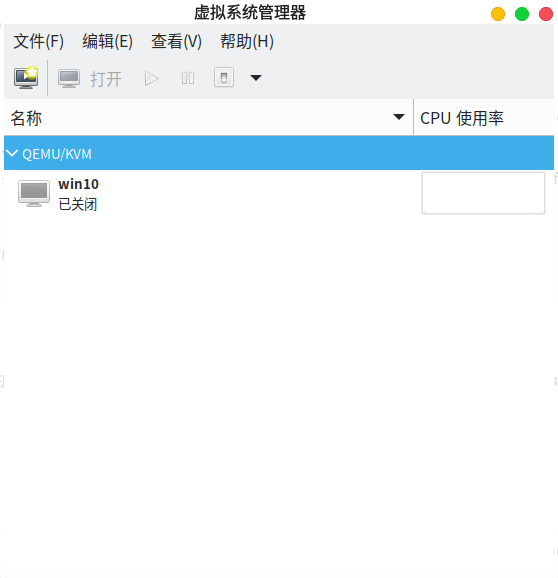 虚拟系统管理器
文件(F) 编辑(E) 查看(V) 帮助(H)
打开
名称 CPU 使用率
QEMU/KVM
win10
已关闭